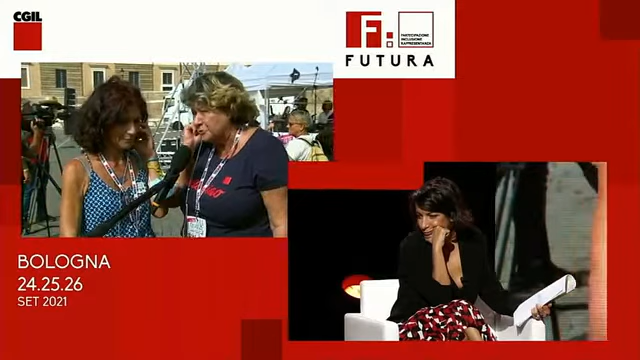 CGIL
F:
PARTECIPAZIONE
INCLUSIONE
RAPPRESENTANZA
FUTURA
BOLOGNA
24.25.26
SET 2021